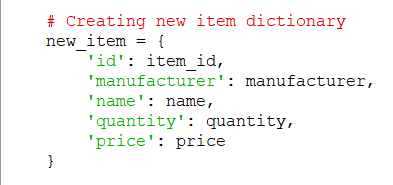 # Creating new item dictionary
new_item = {
    'id': item_id,
    'manufacturer': manufacturer,
    'name': name,
    'quantity': quantity,
    'price': price
}